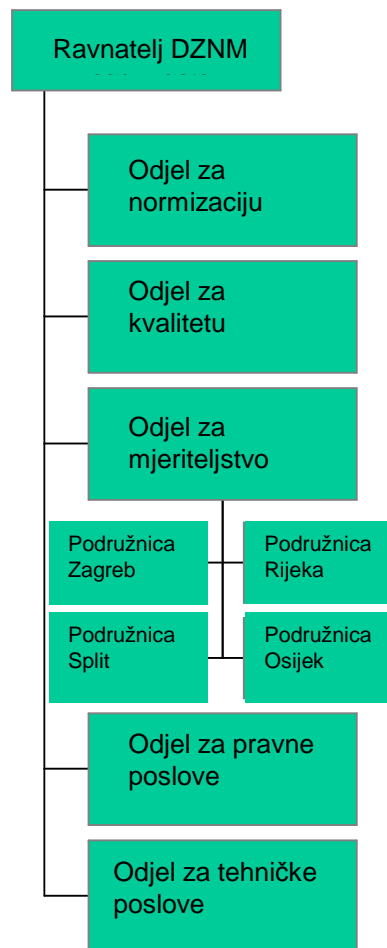 Ravnatelj DZNM
Odjel za
normizaciju
Odjel za
kvalitetu
Odjel za
mjeriteljstvo
Podružnica
Zagreb
Podružnica
Rijeka
Podružnica
Split
Podružnica
Osijek
Odjel za pravne
poslove
Odjel za tehničke
poslove